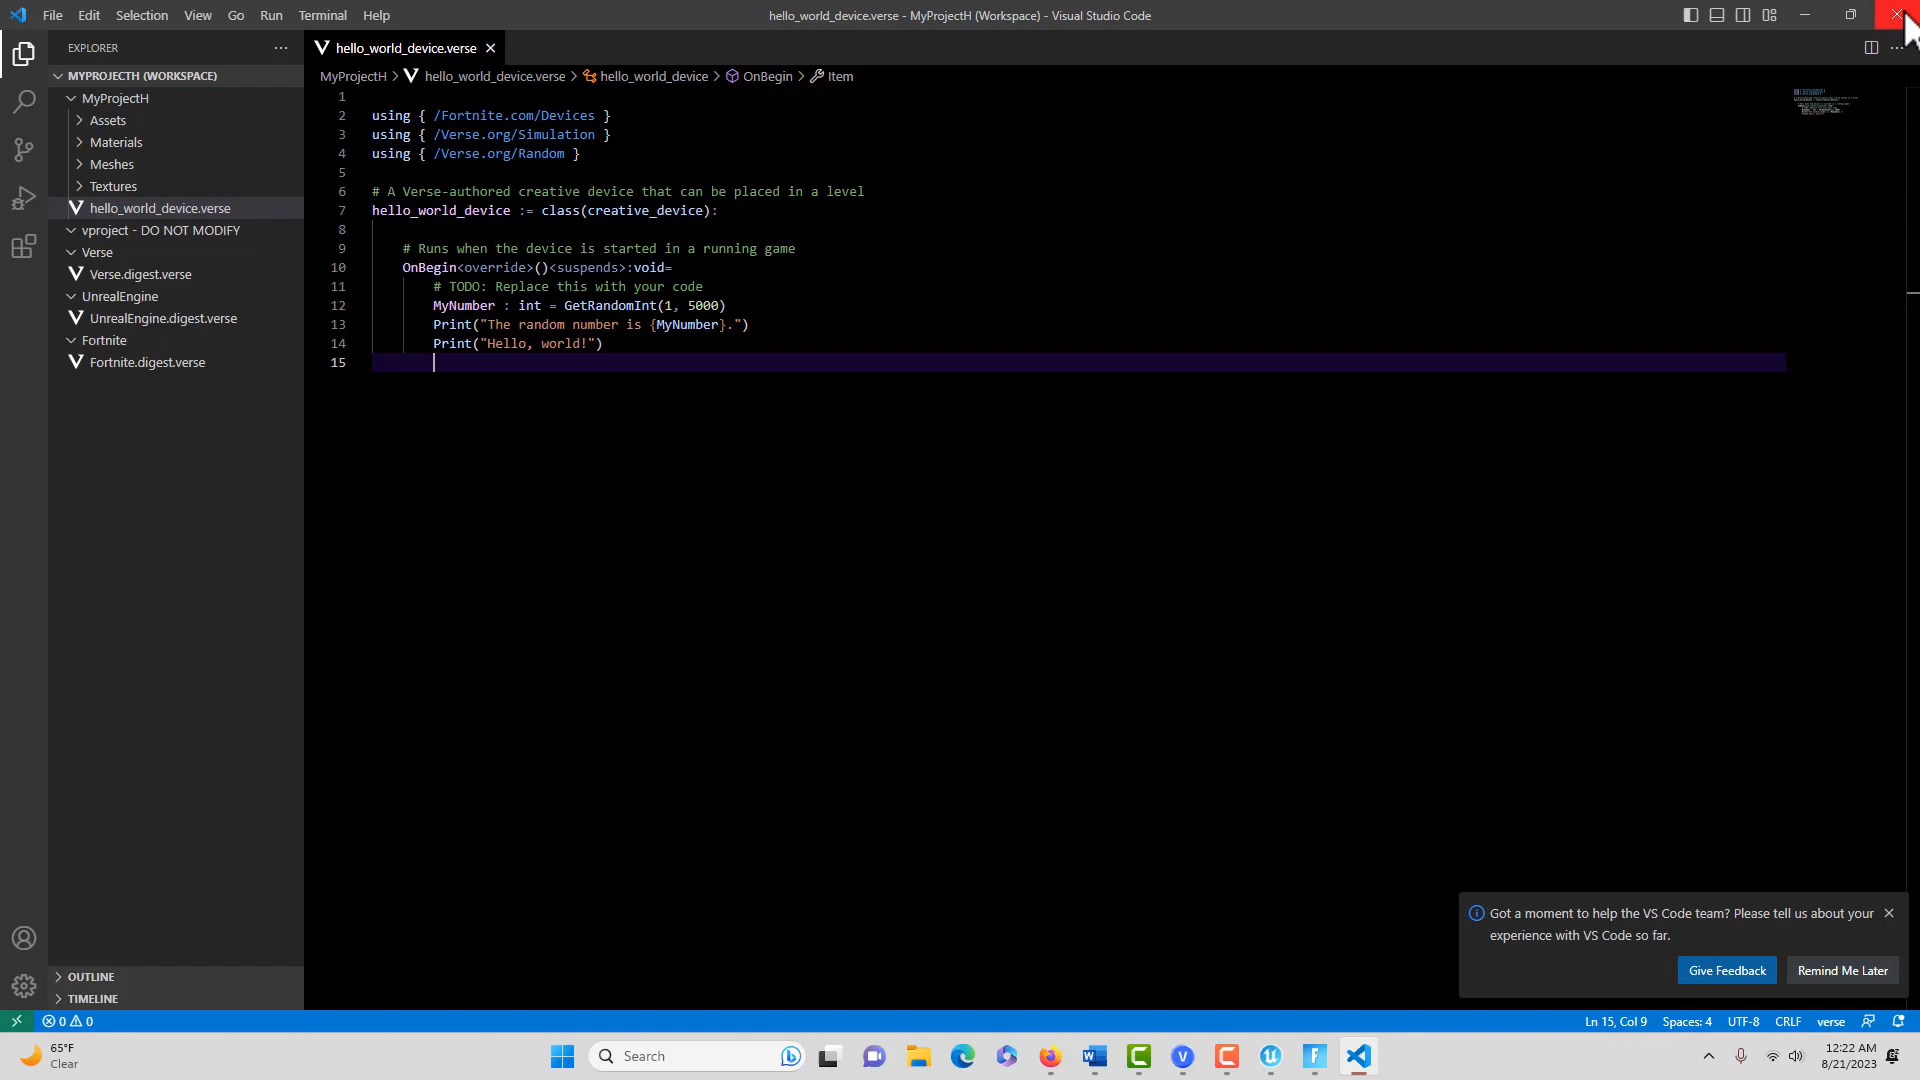 File Edit Selection View Go Run Terminal Help
hello_world_device.verse - MyProjectH (Workspace) - Visual Studio Code
EXPLORER
hello_world_device.verse
MYPROJECTH (WORKSPACE)
MyProjectH > hello_world_device.verse > hello_world_device > OnBegin > Item
MyProjectH
Assets
Materials
Meshes
Textures
hello_world_device.verse
vproject - DO NOT MODIFY
Verse
Verse.digest.verse
UnrealEngine
UnrealEngine.digest.verse
Fortnite
Fortnite.digest.verse
1
2 using { /Fortnite.com/Devices }
3 using { /Verse.org/Simulation }
4 using { /Verse.org/Random }
5
6 # A Verse-authored creative device that can be placed in a level
7 hello_world_device := class(creative_device):
8
9 # Runs when the device is started in a running game
10 OnBegin<override>()<suspends>:void=
11 # TODO: Replace this with your code
12 MyNumber : int = GetRandomInt(1, 5000)
13 Print("The random number is {MyNumber}.")
14 Print("Hello, world!")
15
Got a moment to help the VS Code team? Please tell us about your
experience with VS Code so far.
Give Feedback Remind Me Later
OUTLINE
TIMELINE
0 0
Ln 15, Col 9 Spaces: 4 UTF-8 CRLF verse
65°F
Clear
Search
12:22 AM
8/21/2023